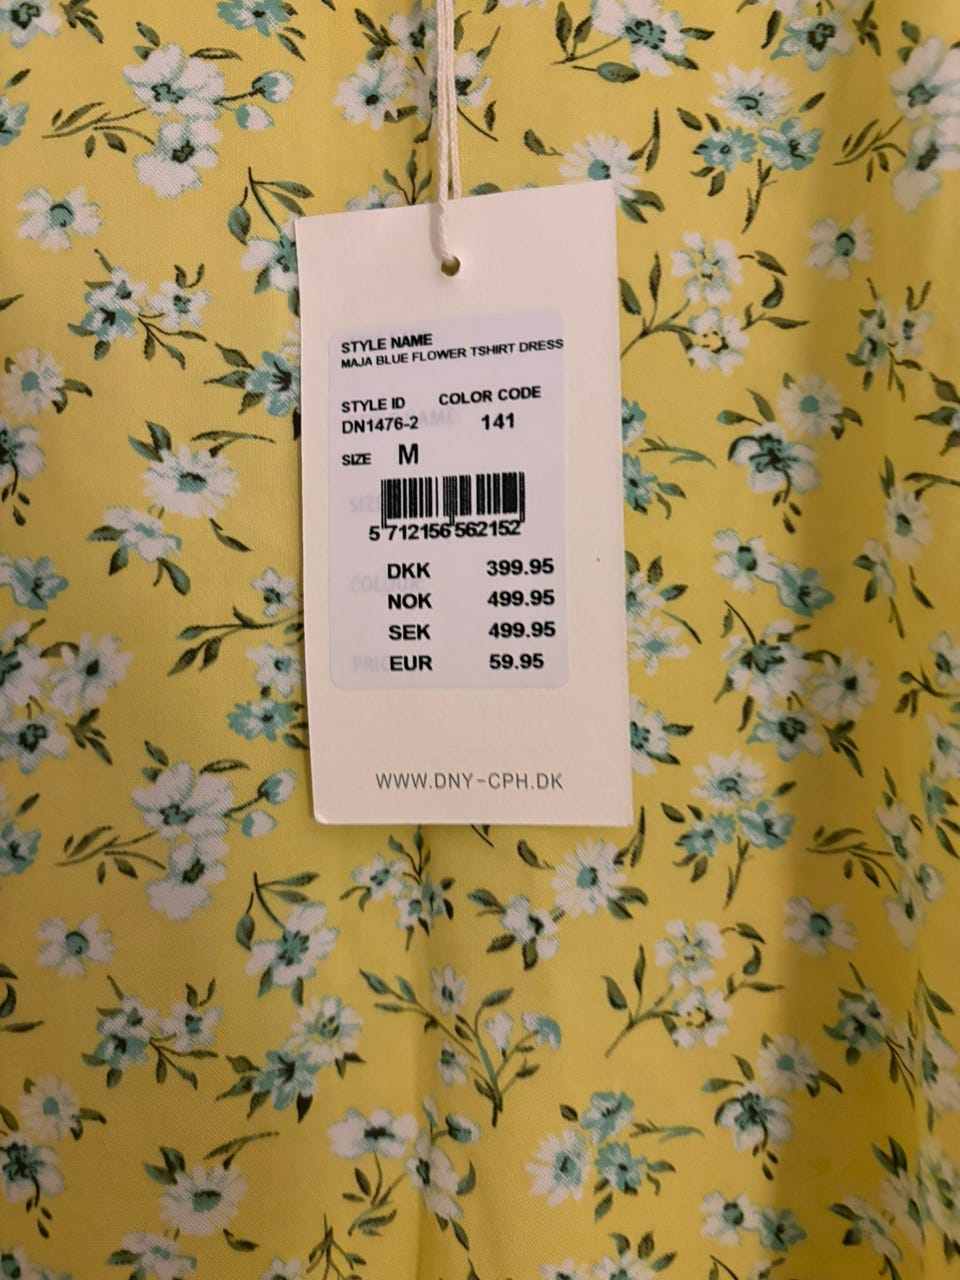 STYLE NAME
MAJA BLUE FLOWER TSHIRT DRESS
STYLE ID COLOR CODE
DN1476-2 141
SIZE M
5 712156 562152
DKK 399.95
NOK 499.95
SEK 499.95
EUR 59.95
WWW.DNY-CPH.DK